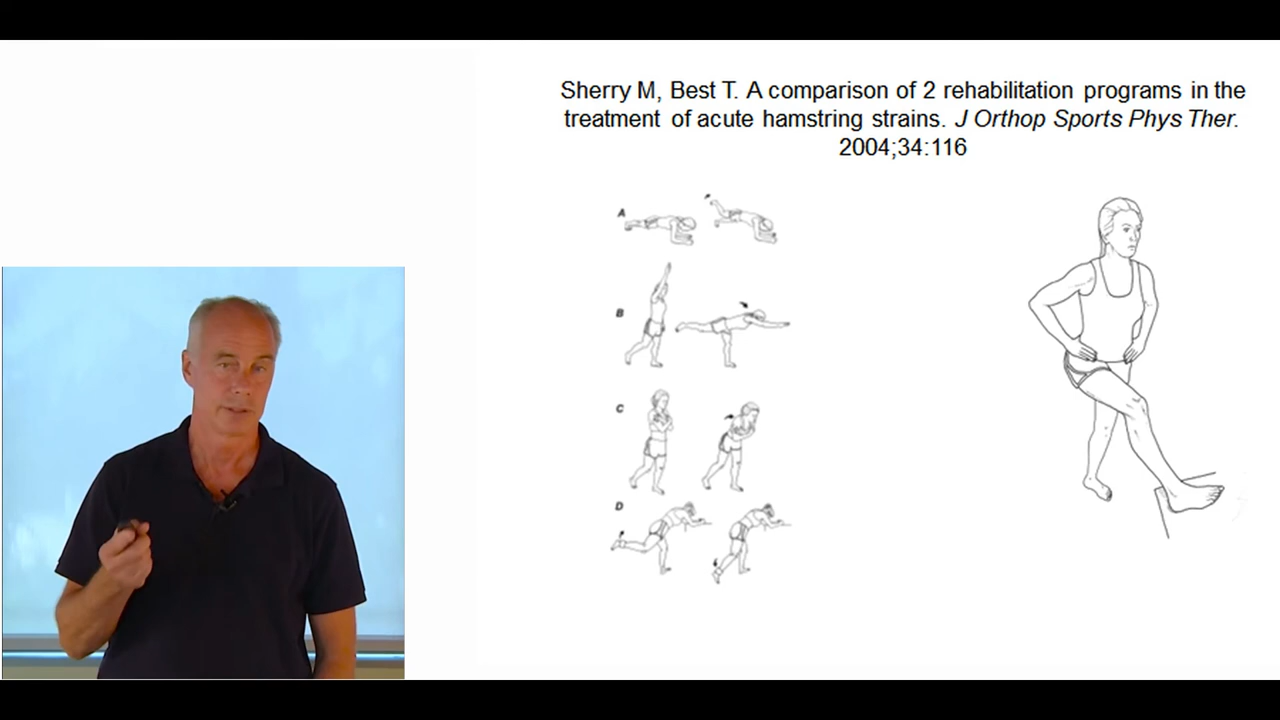 Sherry M, Best T. A comparison of 2 rehabilitation programs in the
treatment of acute hamstring strains. J Orthop Sports Phys Ther.
2004;34:116
A
B
C
D